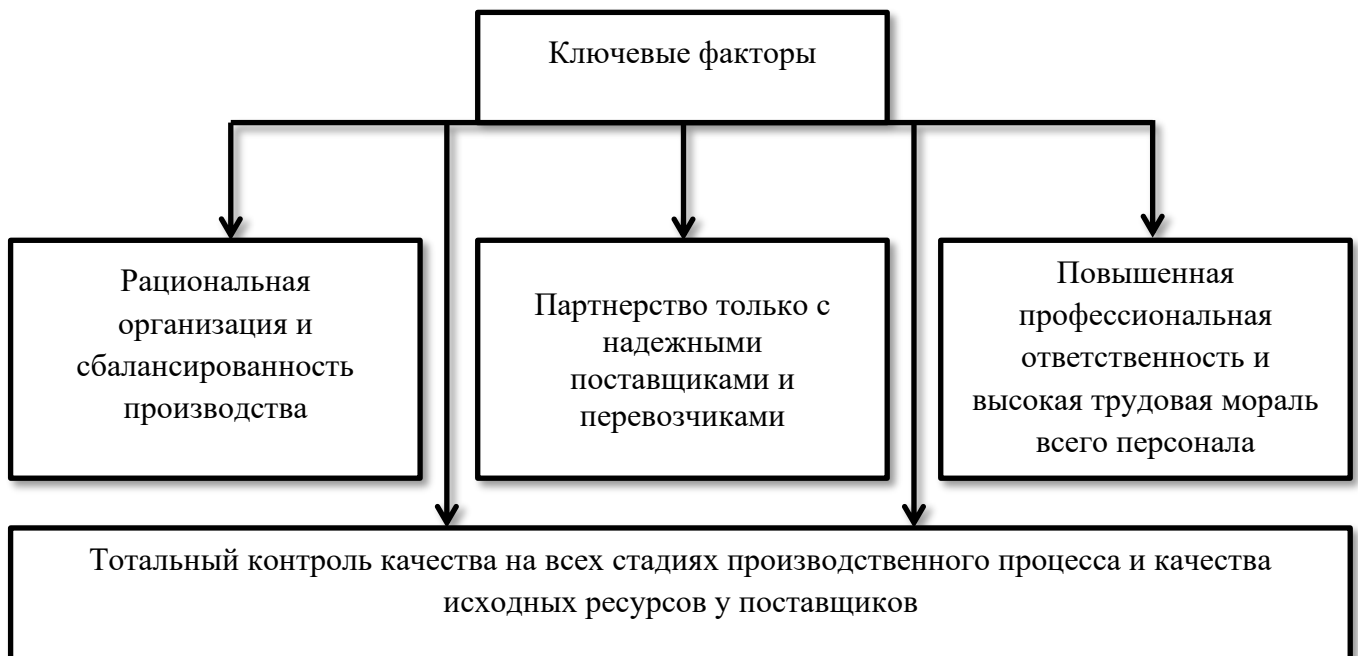 Ключевые факторы
Рациональная
организация и
сбалансированность
производства
Партнерство только с
надежными
поставщиками и
перевозчиками
Повышенная
профессиональная
ответственность и
высокая трудовая мораль
всего персонала
Тотальный контроль качества на всех стадиях производственного процесса и качества
исходных ресурсов у поставщиков